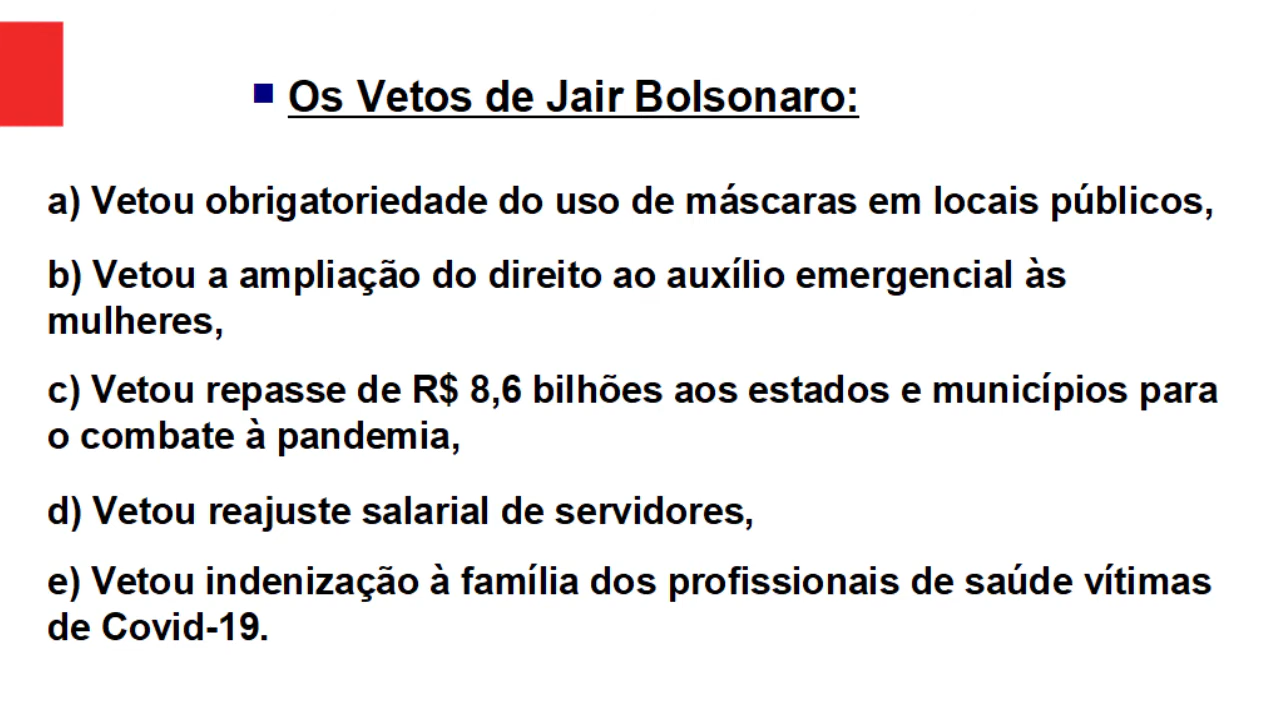 Os Vetos de Jair Bolsonaro:
a) Vetou obrigatoriedade do uso de máscaras em locais públicos,
b) Vetou a ampliação do direito ao auxílio emergencial às
mulheres,
c) Vetou repasse de R$ 8,6 bilhões aos estados e municípios para
o combate à pandemia,
d) Vetou reajuste salarial de servidores,
e) Vetou indenização à família dos profissionais de saúde vítimas
de Covid-19.